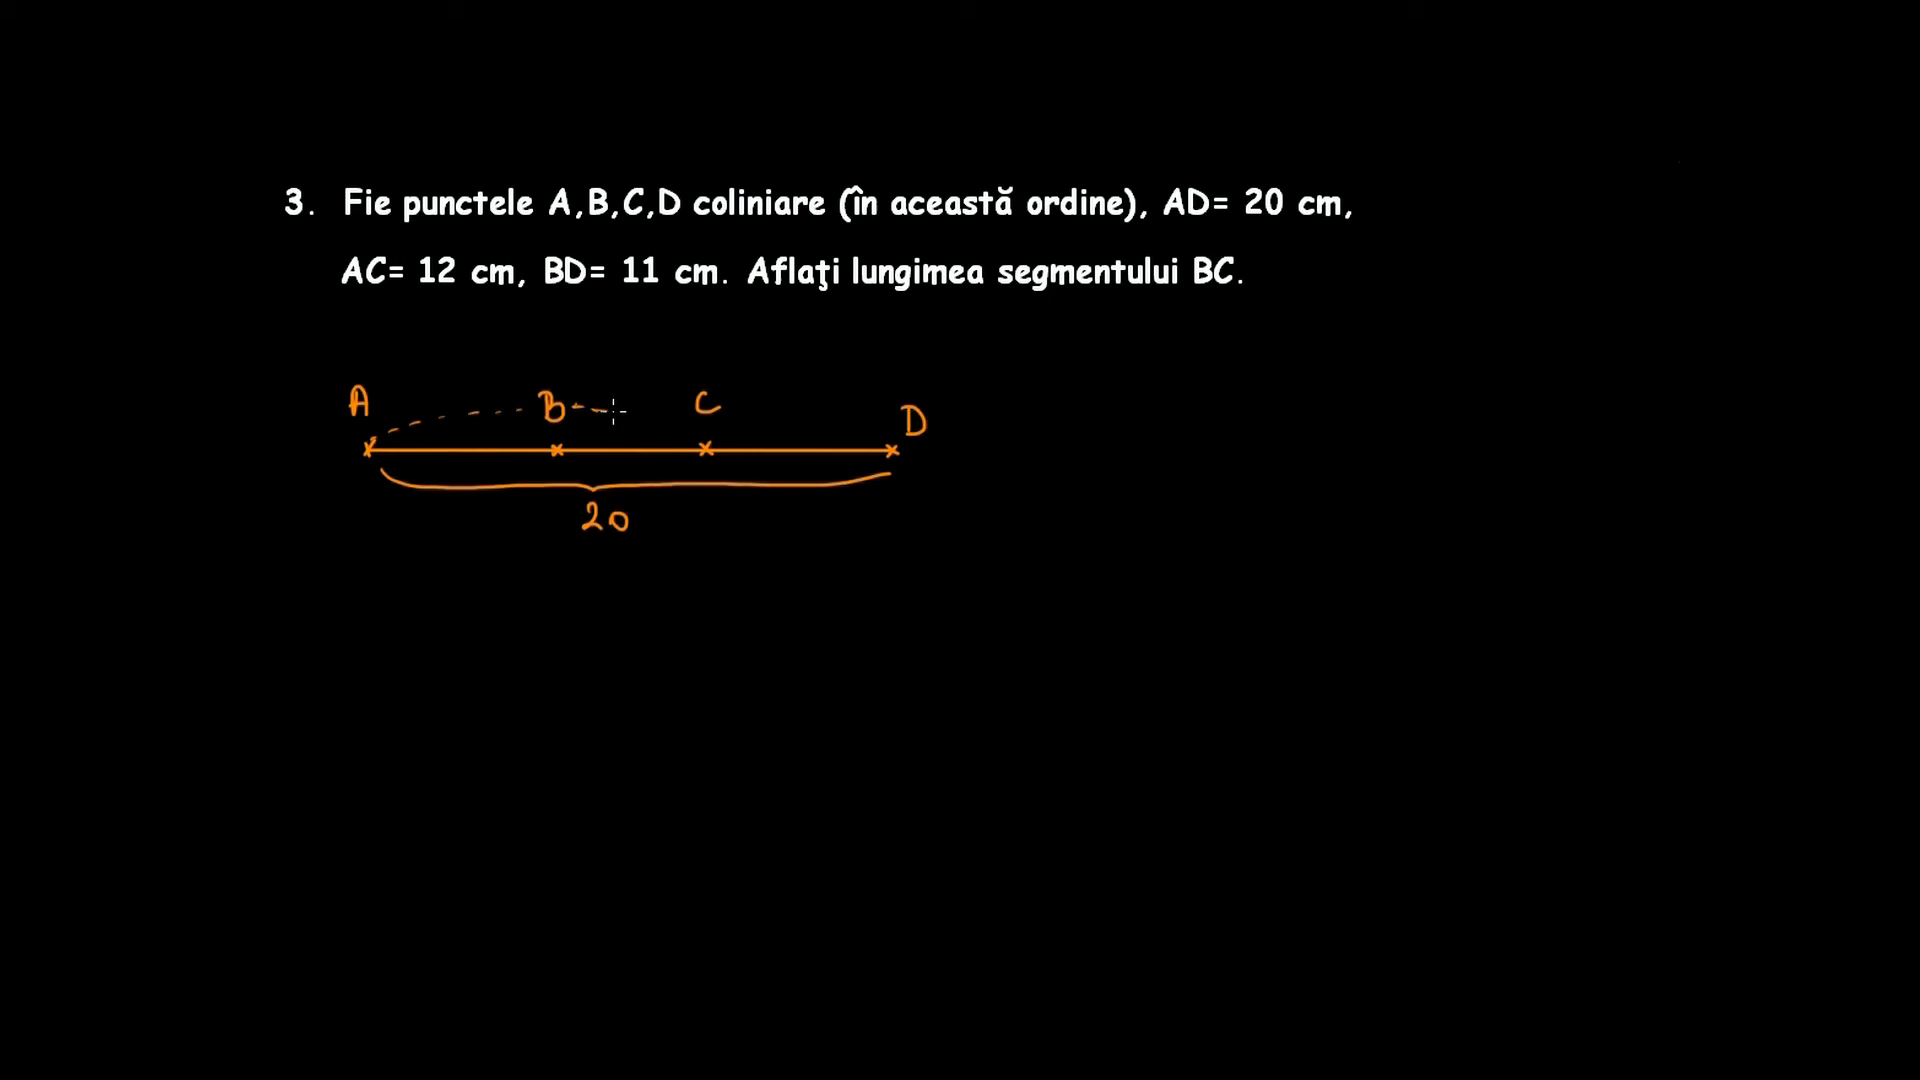 3. Fie punctele A,B,C,D coliniare (în această ordine), AD= 20 cm,
AC= 12 cm, BD= 11 cm. Aflaţi lungimea segmentului BC.
A B C D
20